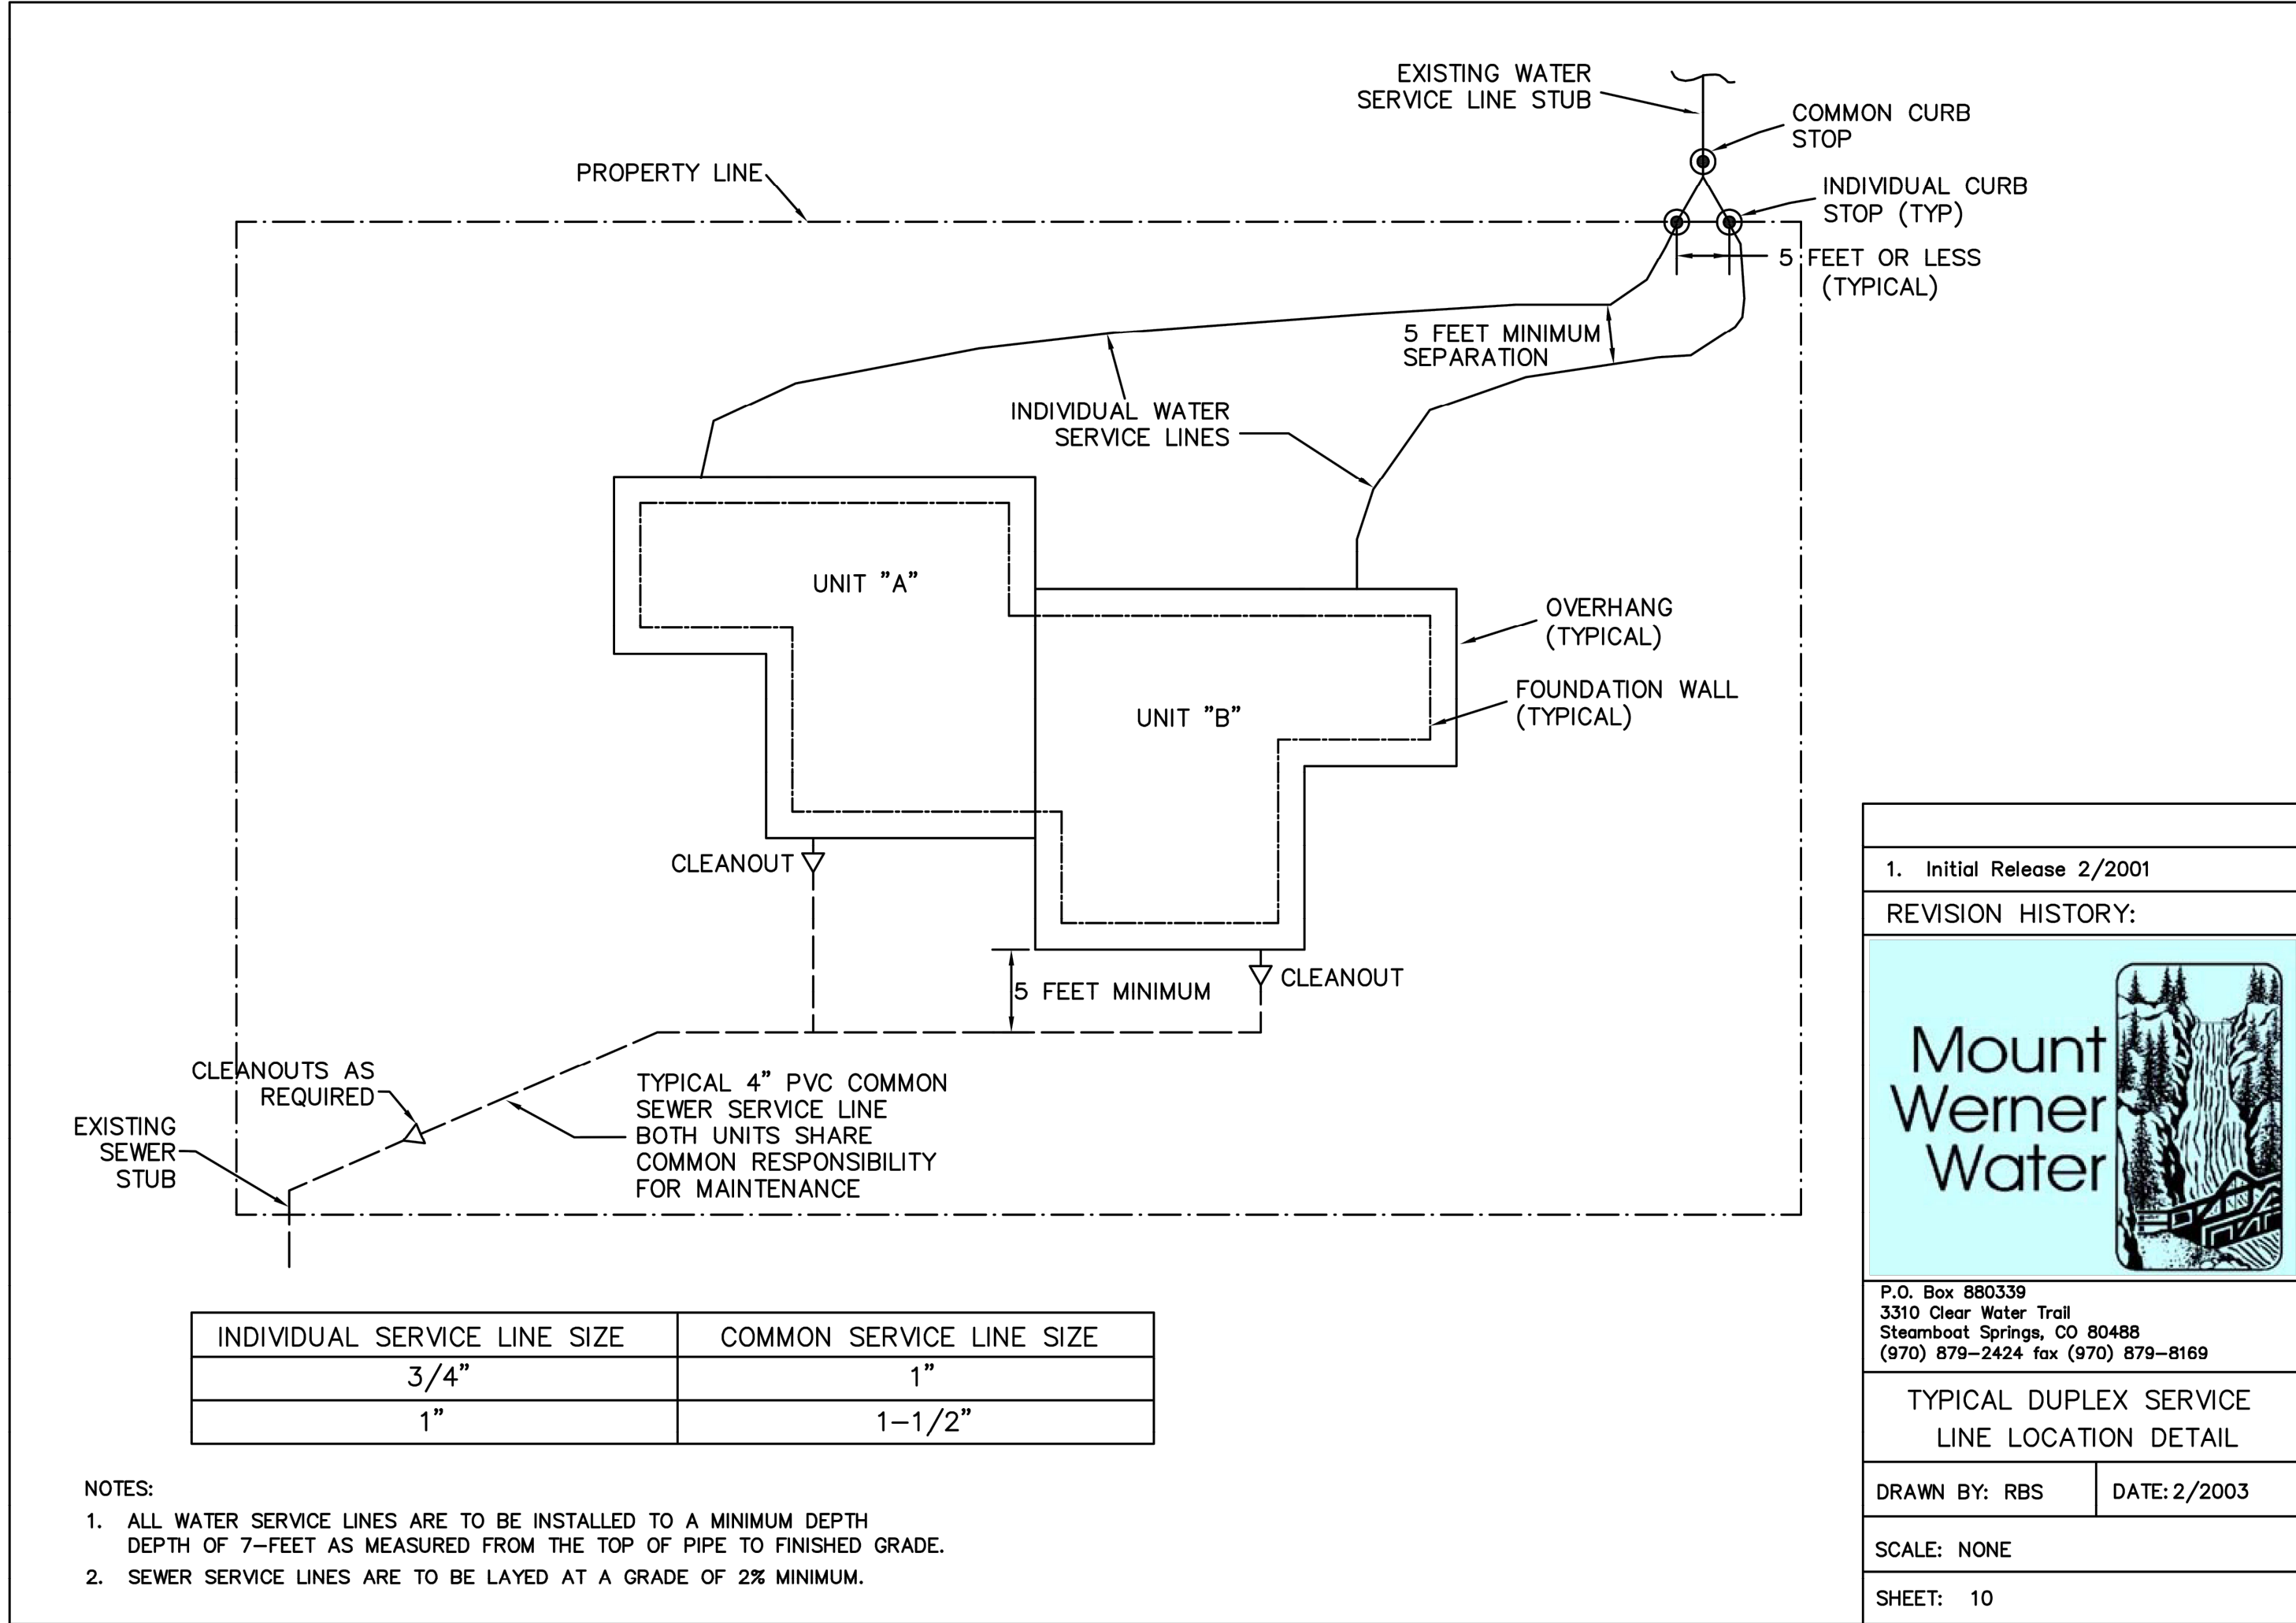 EXISTING WATER
SERVICE LINE STUB
COMMON CURB
STOP
PROPERTY LINE
INDIVIDUAL CURB
STOP (TYP)
5 FEET OR LESS
(TYPICAL)
5 FEET MINIMUM
SEPARATION
INDIVIDUAL WATER
SERVICE LINES
UNIT "A"
OVERHANG
(TYPICAL)
FOUNDATION WALL
(TYPICAL)
UNIT "B"
CLEANOUT
CLEANOUT
5 FEET MINIMUM
CLEANOUTS AS
REQUIRED
EXISTING
SEWER
STUB
TYPICAL 4" PVC COMMON
SEWER SERVICE LINE
BOTH UNITS SHARE
COMMON RESPONSIBILITY
FOR MAINTENANCE
INDIVIDUAL SERVICE LINE SIZE COMMON SERVICE LINE SIZE
3/4" 1"
1" 1-1/2"
NOTES:
1. ALL WATER SERVICE LINES ARE TO BE INSTALLED TO A MINIMUM DEPTH
DEPTH OF 7-FEET AS MEASURED FROM THE TOP OF PIPE TO FINISHED GRADE.
2. SEWER SERVICE LINES ARE TO BE LAYED AT A GRADE OF 2% MINIMUM.
1. Initial Release 2/2001
REVISION HISTORY:
Mount
Werner
Water
P.O. Box 880339
3310 Clear Water Trail
Steamboat Springs, CO 80488
(970) 879-2424 fax (970) 879-8169
TYPICAL DUPLEX SERVICE
LINE LOCATION DETAIL
DRAWN BY: RBS DATE: 2/2003
SCALE: NONE
SHEET: 10